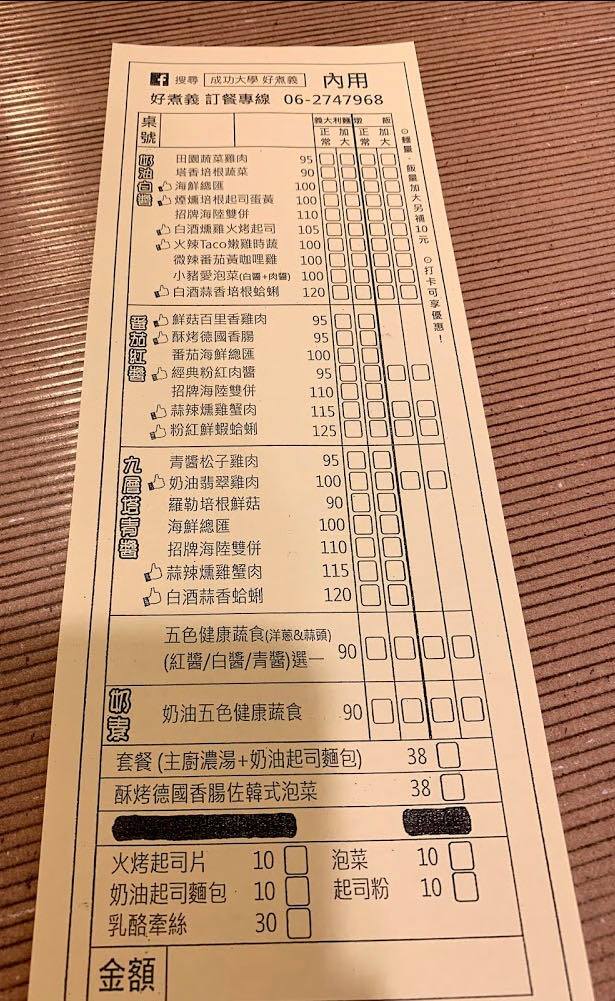 搜尋 成功大學 好煮義 內用
好煮義 訂餐專線 06-2747968
桌號
義大利麵 燉飯
正常 加大 正常 加大
◎麵量、飯量加大另補10元 ◎打卡可享優惠!
奶油白醬
田園蔬菜雞肉 95
塔香培根蔬菜 90
海鮮總匯 100
煙燻培根起司蛋黃 100
招牌海陸雙併 110
白酒燻雞火烤起司 105
火辣Taco嫩雞時蔬 100
微辣番茄黃咖哩雞 100
小豬愛泡菜(白醬+肉醬) 100
白酒蒜香培根蛤蜊 120
番茄紅醬
鮮菇百里香雞肉 95
酥烤德國香腸 95
番茄海鮮總匯 100
經典粉紅肉醬 95
招牌海陸雙併 110
蒜辣燻雞蟹肉 115
粉紅鮮蝦蛤蜊 125
九層塔青醬
青醬松子雞肉 95
奶油翡翠雞肉 100
羅勒培根鮮菇 90
海鮮總匯 100
招牌海陸雙併 110
蒜辣燻雞蟹肉 115
白酒蒜香蛤蜊 120
五色健康蔬食(洋蔥&蒜頭)
(紅醬/白醬/青醬)選一 90
奶素
奶油五色健康蔬食 90
套餐 (主廚濃湯+奶油起司麵包) 38
酥烤德國香腸佐韓式泡菜 38
火烤起司片 10 泡菜 10
奶油起司麵包 10 起司粉 10
乳酪牽絲 30
金額